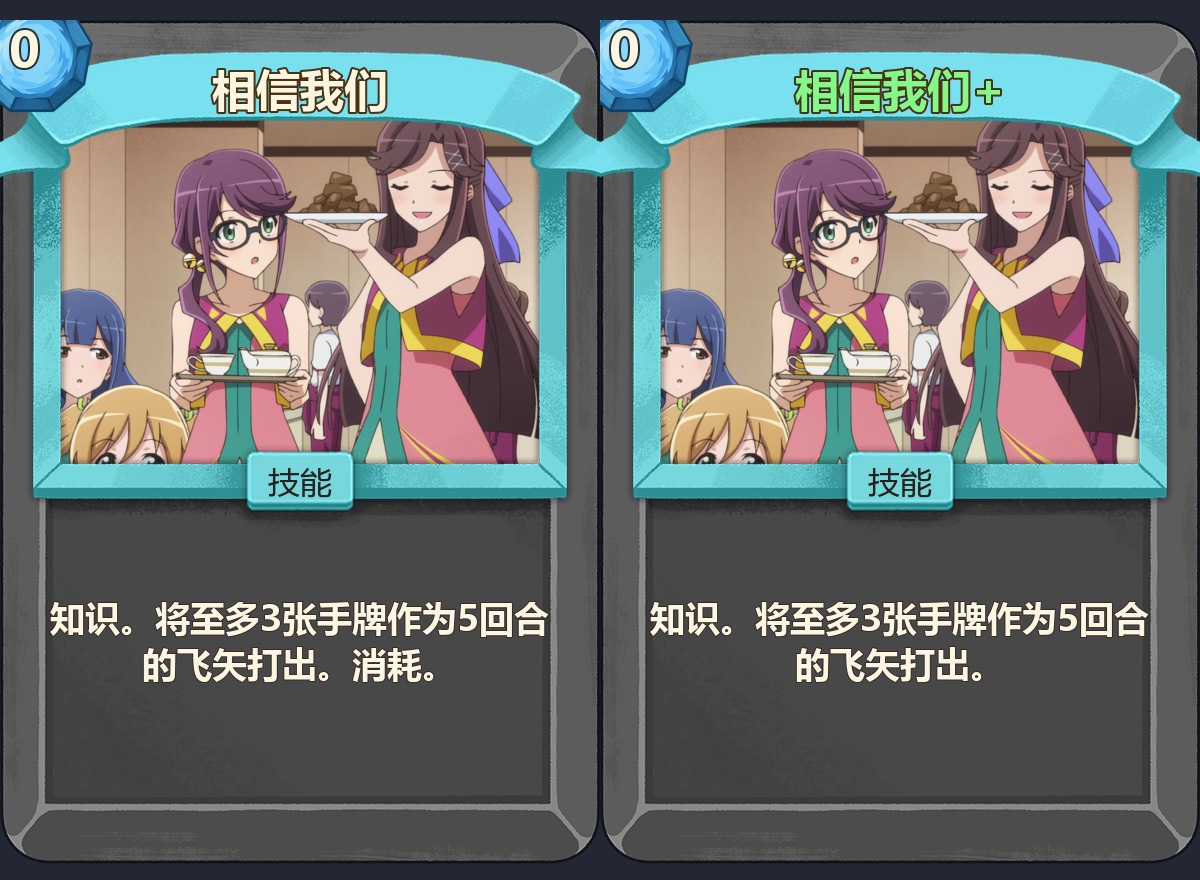 0
相信我们
技能
知识。将至多3张手牌作为5回合
的飞矢打出。消耗。
0
相信我们+
技能
知识。将至多3张手牌作为5回合
的飞矢打出。